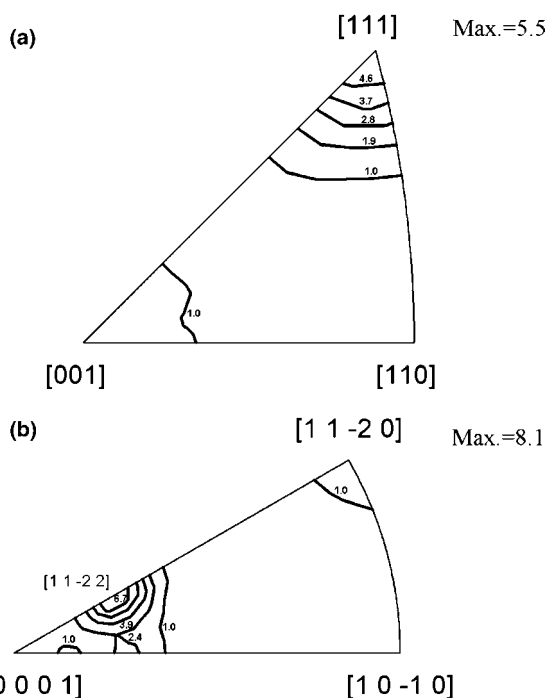 (a)
[111]
Max.=5.5
4.6
3.7
2.8
1.9
1.0
1.0
[001]
[110]
(b)
[1 1 -2 0]
Max.=8.1
1.0
[1 1 -2 2]
6.7
3.9
1.0
2.4
1.0
0 0 0 1]
[1 0 -1 0]